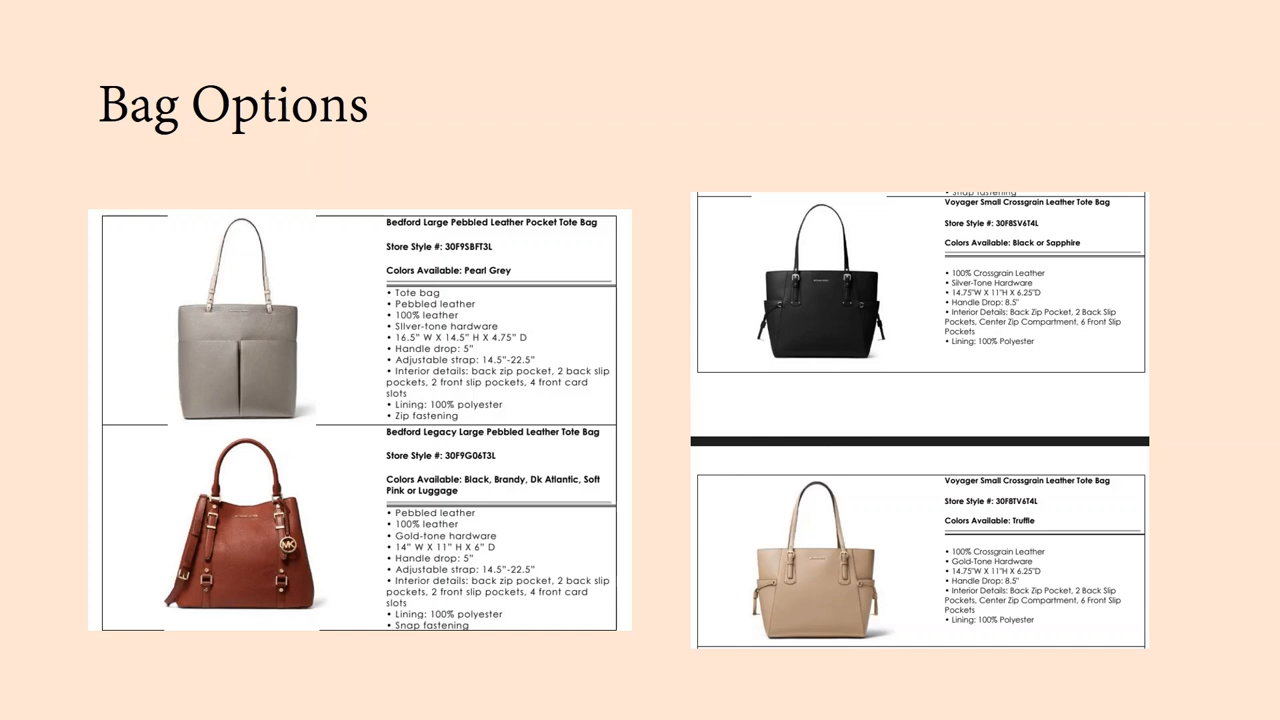 Bag Options
Bedford Large Pebbled Leather Pocket Tote Bag
Store Style #: 30F9SBFT3L
Colors Available: Pearl Grey
• Tote bag
• Pebbled leather
• 100% leather
• SIlver-tone hardware
• 16.5" W X 14.5" H X 4.75" D
• Handle drop: 5"
• Adjustable strap: 14.5"-22.5"
• Interior details: back zip pocket, 2 back slip
pockets, 2 front slip pockets, 4 front card
slots
• Lining: 100% polyester
• Zip fastening
Bedford Legacy Large Pebbled Leather Tote Bag
Store Style #: 30F9G06T3L
Colors Available: Black, Brandy, Dk Atlantic, Soft
Pink or Luggage
• Pebbled leather
• 100% leather
• Gold-tone hardware
• 14" W X 11" H X 6" D
• Handle drop: 5"
• Adjustable strap: 14.5"-22.5"
• Interior details: back zip pocket, 2 back slip
pockets, 2 front slip pockets, 4 front card
slots
• Lining: 100% polyester
• Snap fastening
MK
• Snap fastening
Voyager Small Crossgrain Leather Tote Bag
Store Style #: 30F8SV6T4L
Colors Available: Black or Sapphire
• 100% Crossgrain Leather
• Silver-Tone Hardware
• 14.75"W X 11"H X 6.25"D
• Handle Drop: 8.5"
• Interior Details: Back Zip Pocket, 2 Back Slip
Pockets, Center Zip Compartment, 6 Front Slip
Pockets
• Lining: 100% Polyester
Voyager Small Crossgrain Leather Tote Bag
Store Style #: 30F8TV6T4L
Colors Available: Truffle
• 100% Crossgrain Leather
• Gold-Tone Hardware
• 14.75"W X 11"H X 6.25"D
• Handle Drop: 8.5"
• Interior Details: Back Zip Pocket, 2 Back Slip
Pockets, Center Zip Compartment, 6 Front Slip
Pockets
• Lining: 100% Polyester